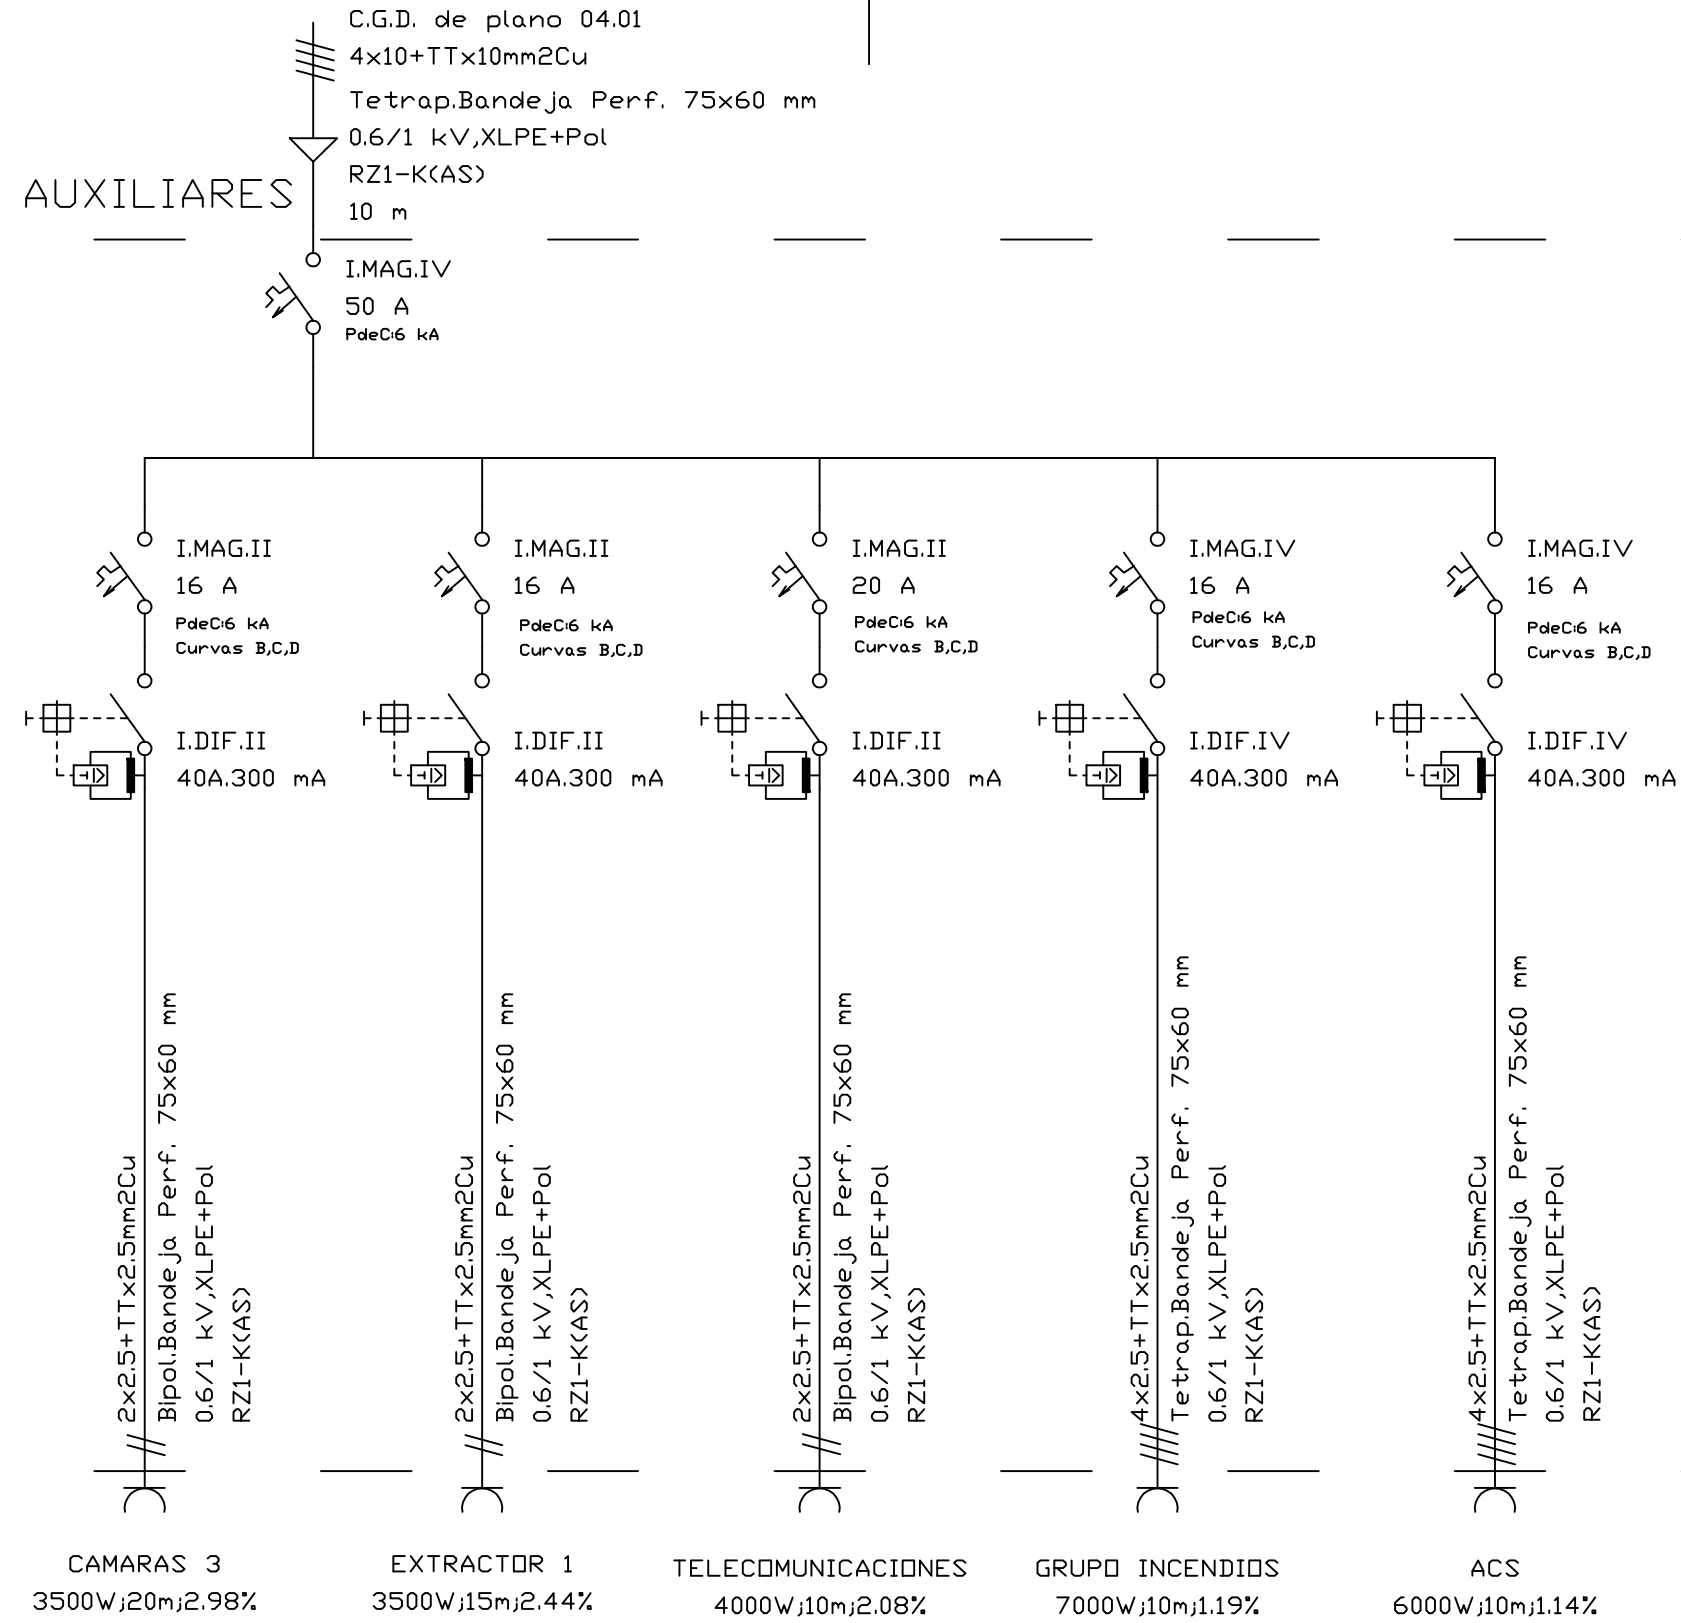 C.G.D. de plano 04.01
4x10+TTx10mm2Cu
Tetrap.Bandeja Perf. 75x60 mm
0.6/1 kV,XLPE+Pol
RZ1-K(AS)
10 m
AUXILIARES
I.MAG.IV
50 A
PdeC:6 kA
I.MAG.II
16 A
PdeC:6 kA
Curvas B,C,D
I.DIF.II
40A.300 mA
2x2.5+TTx2.5mm2Cu
Bipol.Bandeja Perf. 75x60 mm
0.6/1 kV,XLPE+Pol
RZ1-K(AS)
CAMARAS 3
3500W;20m;2.98%
I.MAG.II
16 A
PdeC:6 kA
Curvas B,C,D
I.DIF.II
40A.300 mA
2x2.5+TTx2.5mm2Cu
Bipol.Bandeja Perf. 75x60 mm
0.6/1 kV,XLPE+Pol
RZ1-K(AS)
EXTRACTOR 1
3500W;15m;2.44%
I.MAG.II
20 A
PdeC:6 kA
Curvas B,C,D
I.DIF.II
40A.300 mA
2x2.5+TTx2.5mm2Cu
Bipol.Bandeja Perf. 75x60 mm
0.6/1 kV,XLPE+Pol
RZ1-K(AS)
TELECOMUNICACIONES
4000W;10m;2.08%
I.MAG.IV
16 A
PdeC:6 kA
Curvas B,C,D
I.DIF.IV
40A.300 mA
4x2.5+TTx2.5mm2Cu
Tetrap.Bandeja Perf. 75x60 mm
0.6/1 kV,XLPE+Pol
RZ1-K(AS)
GRUPO INCENDIOS
7000W;10m;1.19%
I.MAG.IV
16 A
PdeC:6 kA
Curvas B,C,D
I.DIF.IV
40A.300 mA
4x2.5+TTx2.5mm2Cu
Tetrap.Bandeja Perf. 75x60 mm
0.6/1 kV,XLPE+Pol
RZ1-K(AS)
ACS
6000W;10m;1.14%